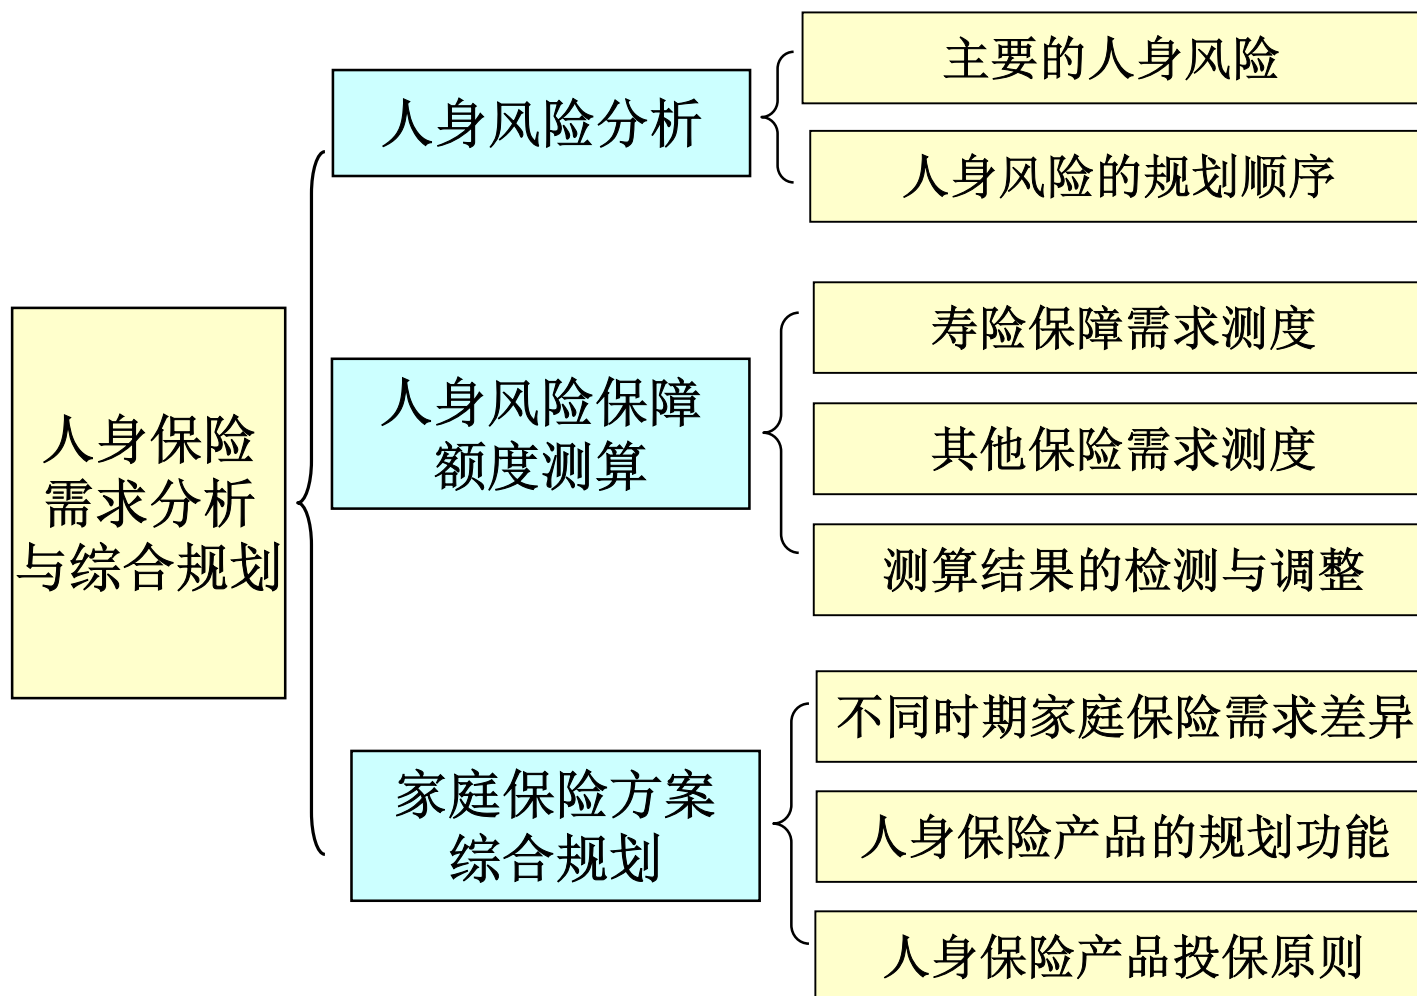 人身保险
需求分析
与综合规划
人身风险分析
主要的人身风险
人身风险的规划顺序
人身风险保障
额度测算
寿险保障需求测度
其他保险需求测度
测算结果的检测与调整
家庭保险方案
综合规划
不同时期家庭保险需求差异
人身保险产品的规划功能
人身保险产品投保原则